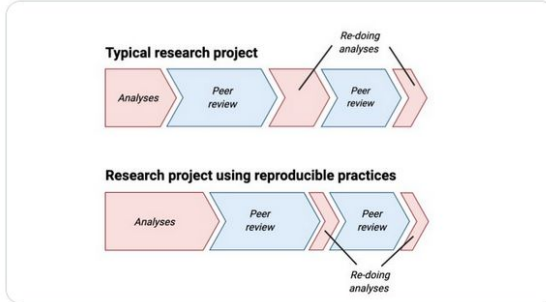 Typical research project
Re-doing
analyses
Analyses
Peer
review
Peer
review
Research project using reproducible practices
Analyses
Peer
review
Peer
review
Re-doing
analyses